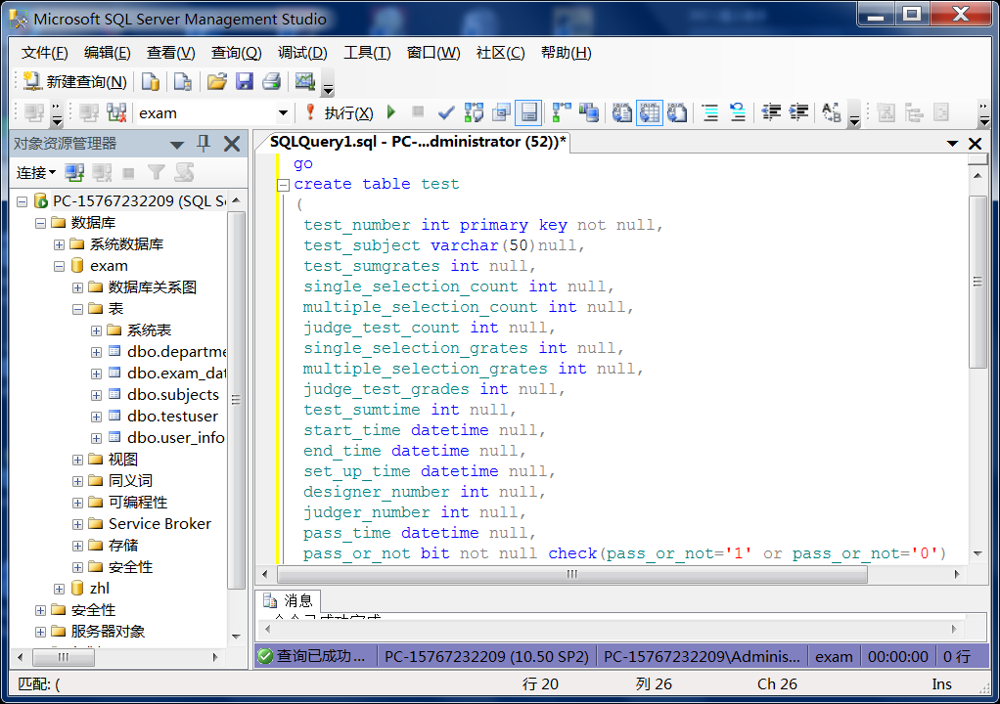 Microsoft SQL Server Management Studio
文件(F) 编辑(E) 查看(V) 查询(Q) 调试(D) 工具(T) 窗口(W) 社区(C) 帮助(H)
新建查询(N)
exam 执行(X)
对象资源管理器
连接
PC-15767232209 (SQL S
数据库
系统数据库
exam
数据库关系图
表
系统表
dbo.departme
dbo.exam_dat
dbo.subjects
dbo.testuser
dbo.user_info
视图
同义词
可编程性
Service Broker
存储
安全性
zhl
安全性
服务器对象
SQLQuery1.sql - PC-...dministrator (52))*
go
create table test
(
test_number int primary key not null,
test_subject varchar(50)null,
test_sumgrates int null,
single_selection_count int null,
multiple_selection_count int null,
judge_test_count int null,
single_selection_grates int null,
multiple_selection_grates int null,
judge_test_grades int null,
test_sumtime int null,
start_time datetime null,
end_time datetime null,
set_up_time datetime null,
designer_number int null,
judger_number int null,
pass_time datetime null,
pass_or_not bit not null check(pass_or_not='1' or pass_or_not='0')
消息
查询已成功... PC-15767232209 (10.50 SP2) PC-15767232209\Adminis... exam 00:00:00 0 行
匹配: ( 行 20 列 26 Ch 26 Ins